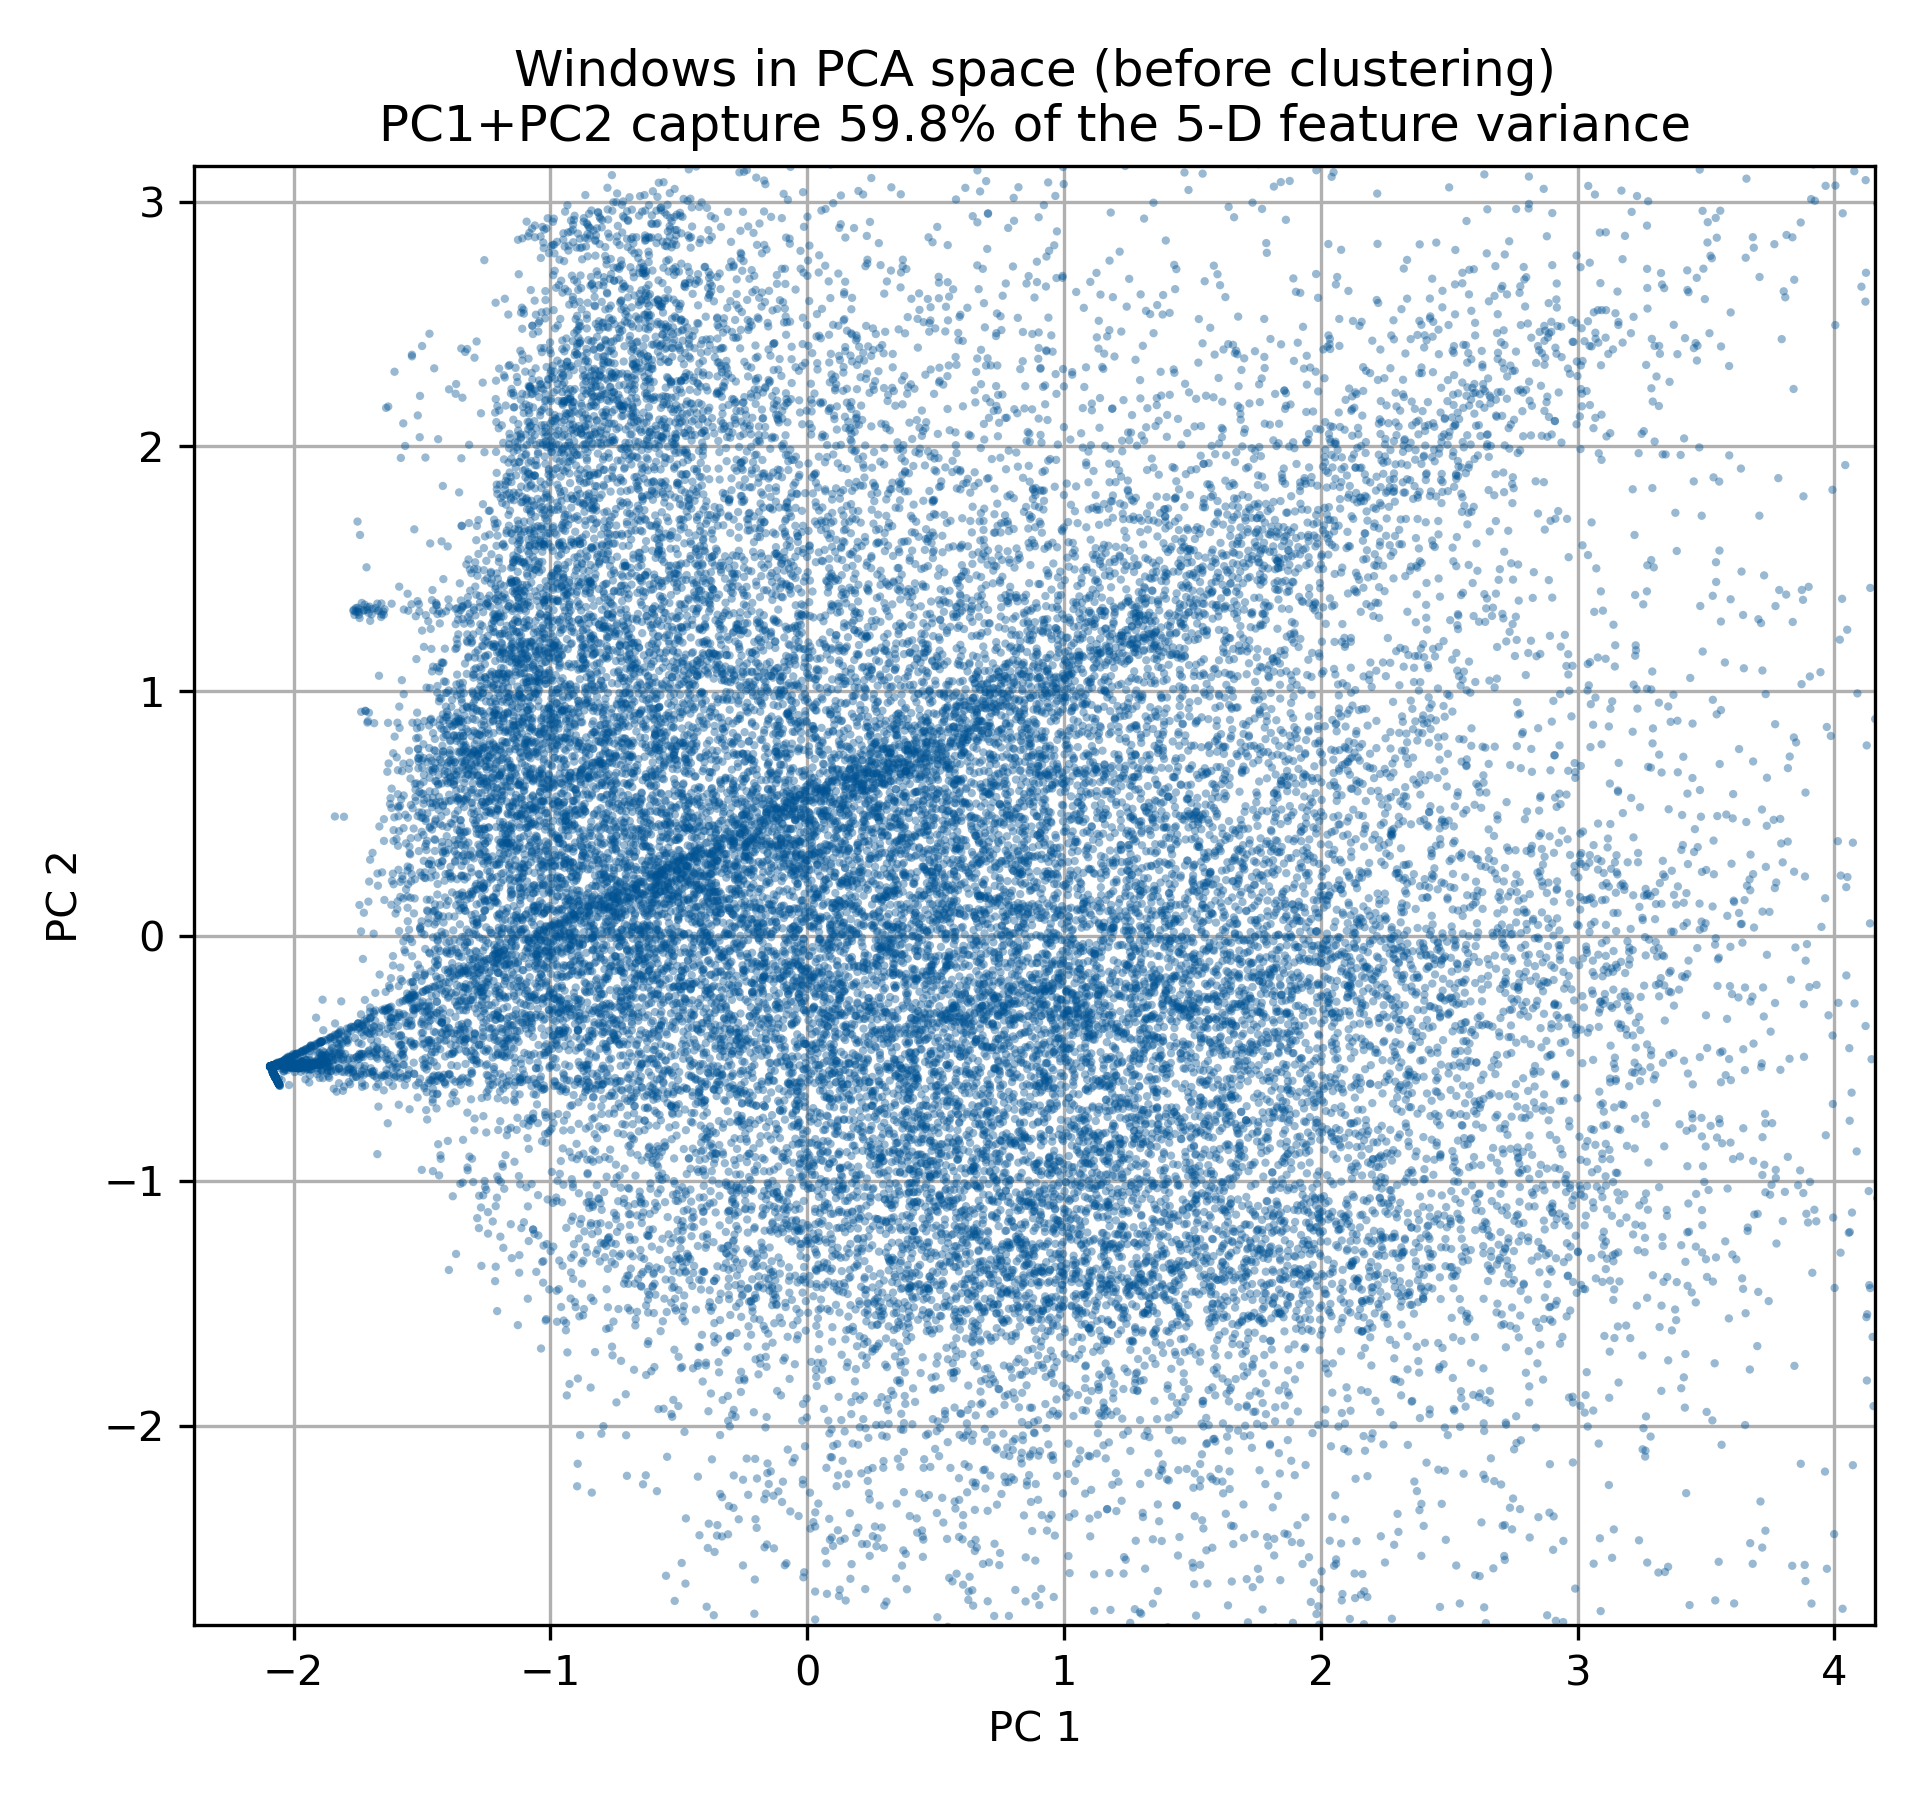 Windows in PCA space (before clustering)
PC1+PC2 capture 59.8% of the 5-D feature variance
3
2
1
0
−1
−2
PC 2
−2 −1 0 1 2 3 4
PC 1